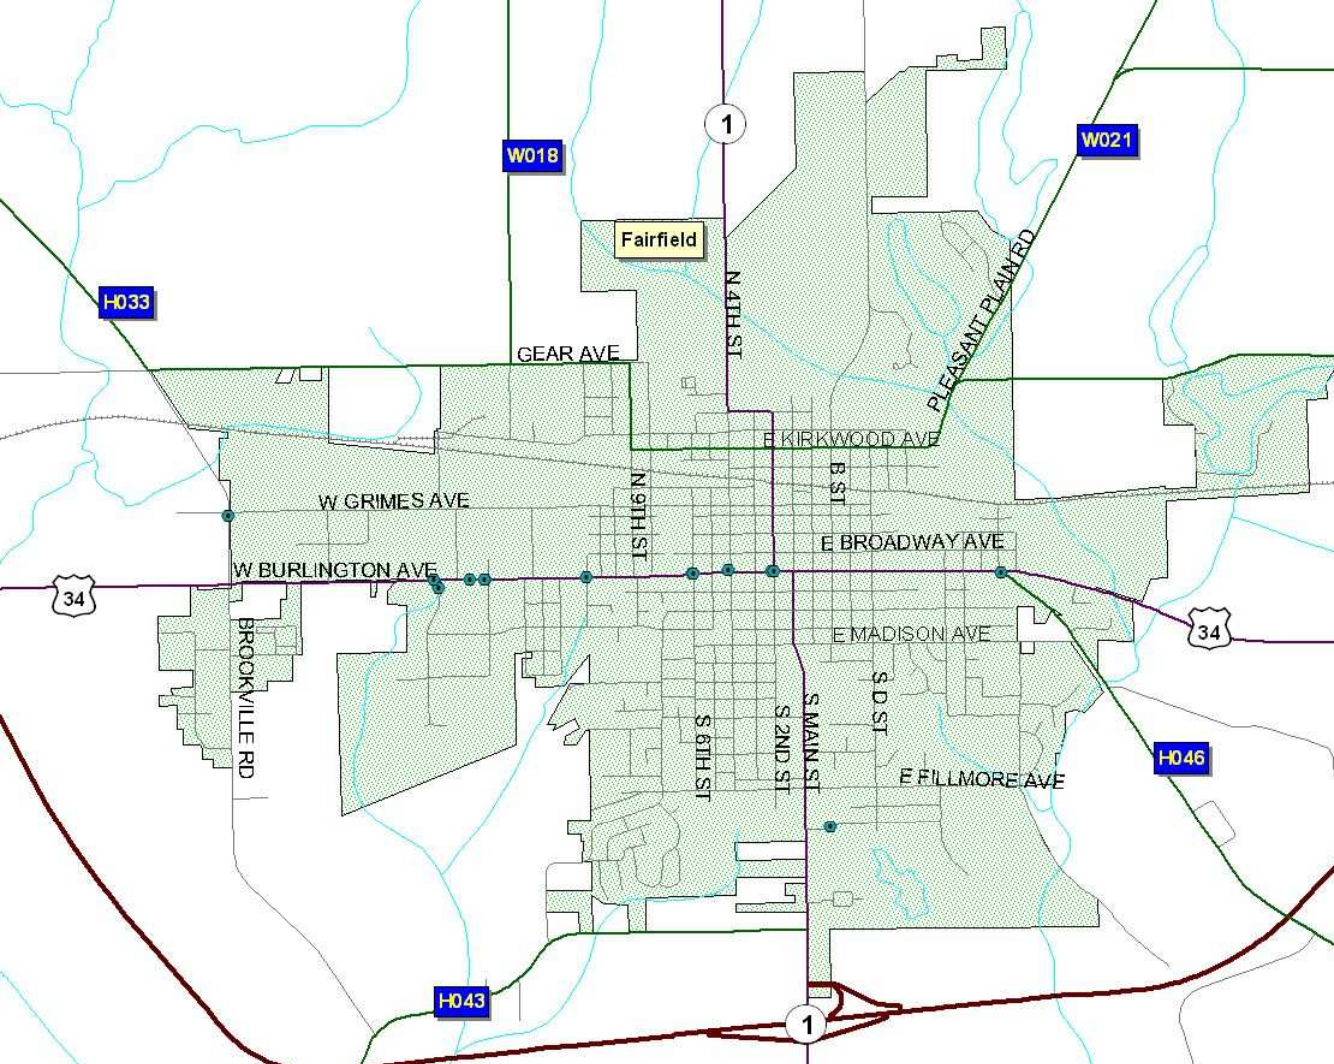 1
W021
W018
Fairfield
N 4TH ST
PLEASANT PLAIN RD
H033
GEAR AVE
E KIRKWOOD AVE
B ST
W GRIMES AVE
N 9TH ST
E BROADWAY AVE
W BURLINGTON AVE
34
34
BROOKVILLE RD
E MADISON AVE
S D ST
S MAIN ST
S 2ND ST
S 6TH ST
H046
E FILLMORE AVE
H043
1